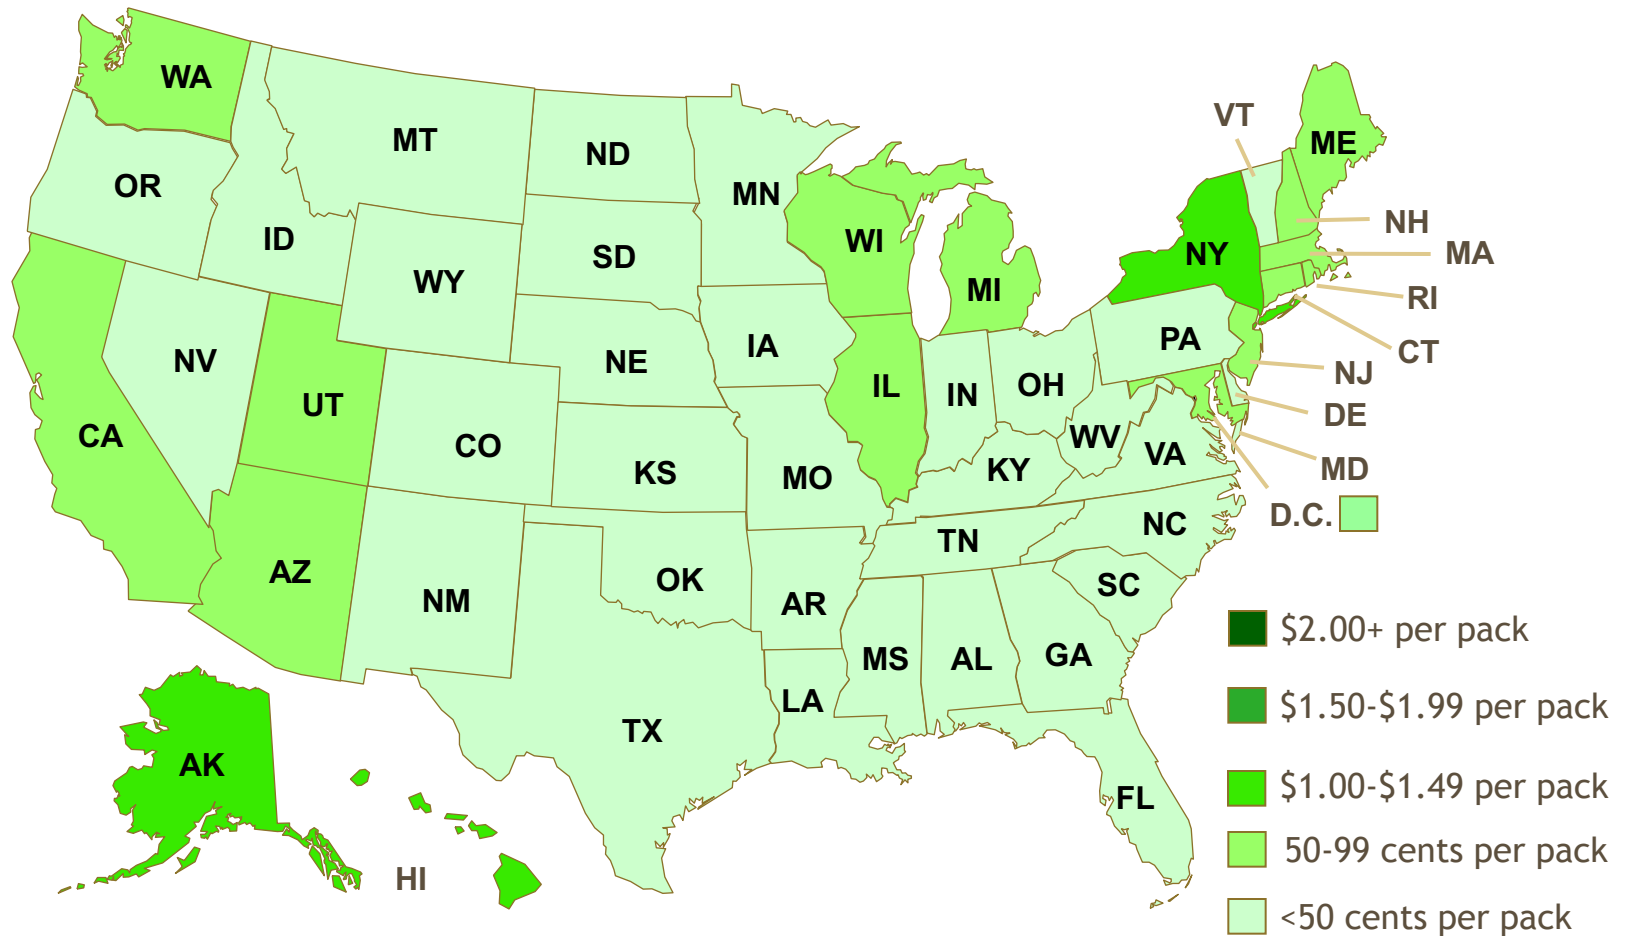 WA
VT
ME
MT
ND
OR
MN
NH
ID
WI
NY
MA
SD
WY
MI
RI
PA
CT
IA
NV
NE
NJ
IL
OH
IN
UT
DE
CA
CO
WV
VA
MD
KS
MO
KY
D.C.
NC
TN
AZ
OK
SC
NM
AR
$2.00+ per pack
MS
AL
GA
LA
$1.50-$1.99 per pack
TX
AK
$1.00-$1.49 per pack
FL
50-99 cents per pack
HI
<50 cents per pack